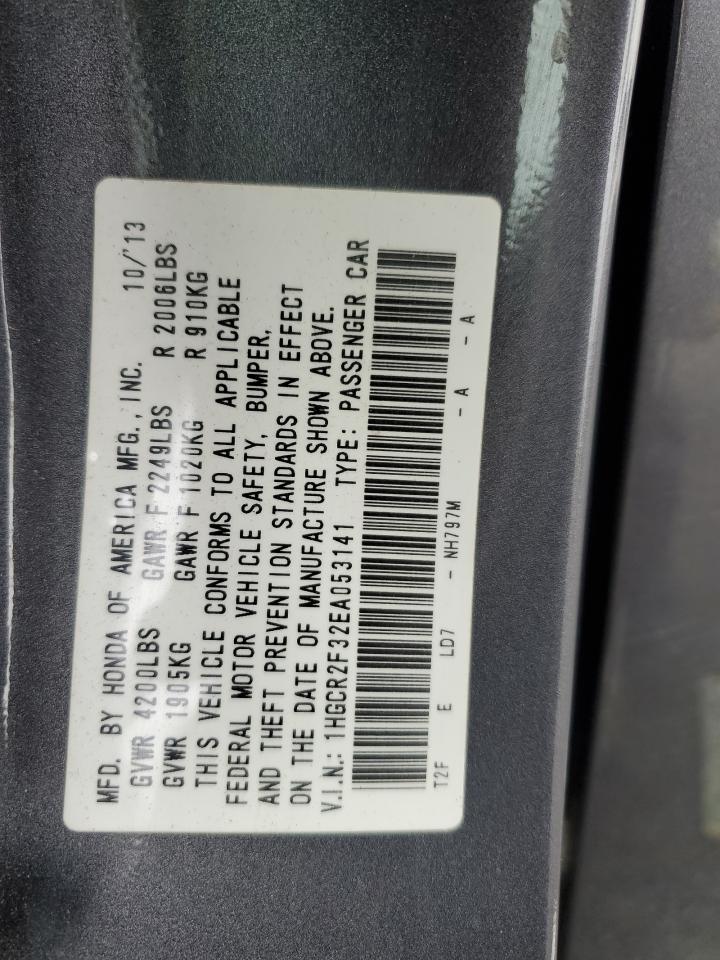 MFD. BY HONDA OF AMERICA MFG., INC. 10/'13
GVWR 4200LBS GAWR F 2249LBS R 2006LBS
GVWR 1905KG GAWR F 1020KG R 910KG
THIS VEHICLE CONFORMS TO ALL APPLICABLE
FEDERAL MOTOR VEHICLE SAFETY, BUMPER,
AND THEFT PREVENTION STANDARDS IN EFFECT
ON THE DATE OF MANUFACTURE SHOWN ABOVE.
V.I.N.: 1HGCR2F32EA053141 TYPE: PASSENGER CAR
T2F E LD7 - NH797M - A - A